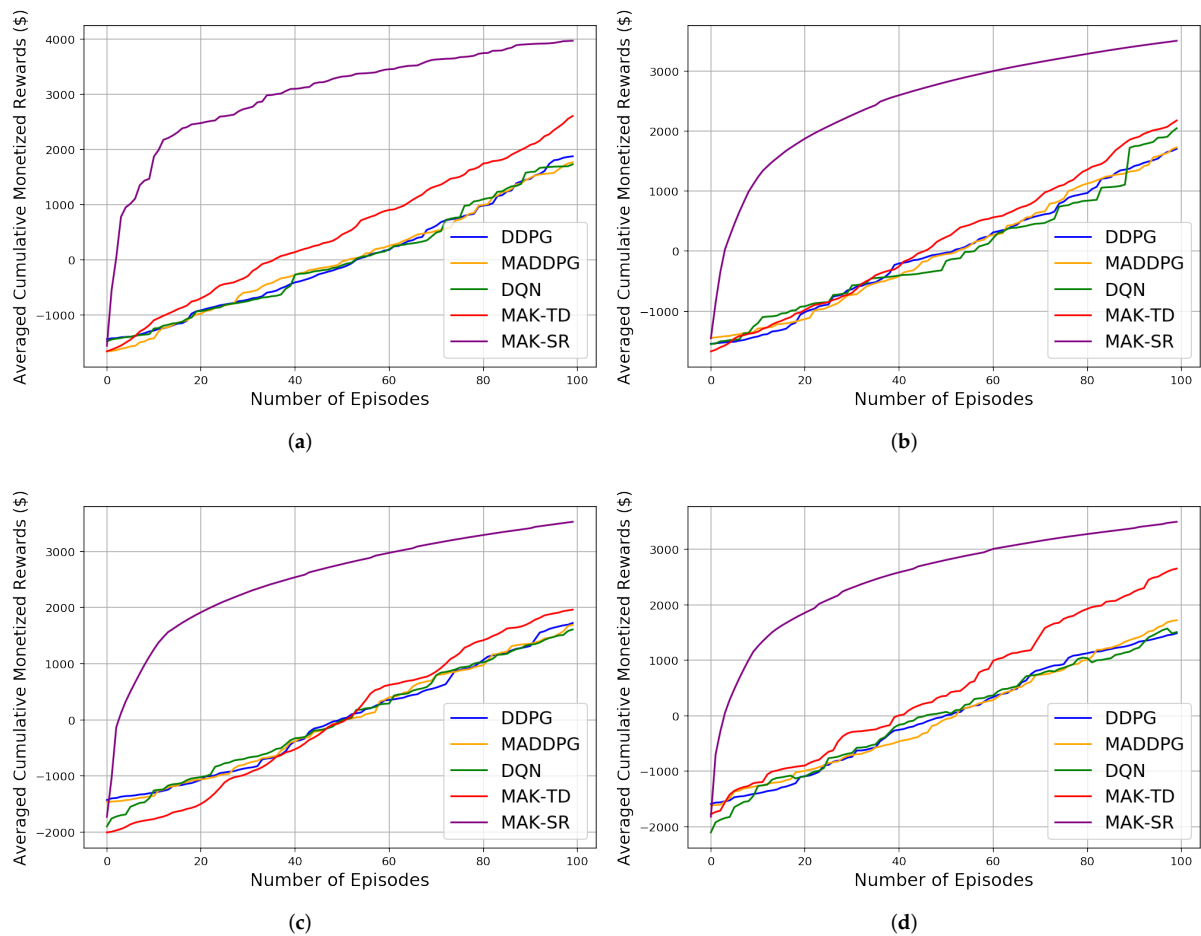 Averaged Cumulative Monetized Rewards ($)
4000
3000
2000
1000
0
−1000
0 20 40 60 80 100
Number of Episodes
DDPG
MADDPG
DQN
MAK-TD
MAK-SR
(a)
Averaged Cumulative Monetized Rewards ($)
3000
2000
1000
0
−1000
0 20 40 60 80 100
Number of Episodes
DDPG
MADDPG
DQN
MAK-TD
MAK-SR
(b)
Averaged Cumulative Monetized Rewards ($)
3000
2000
1000
0
−1000
−2000
0 20 40 60 80 100
Number of Episodes
DDPG
MADDPG
DQN
MAK-TD
MAK-SR
(c)
Averaged Cumulative Monetized Rewards ($)
3000
2000
1000
0
−1000
−2000
0 20 40 60 80 100
Number of Episodes
DDPG
MADDPG
DQN
MAK-TD
MAK-SR
(d)